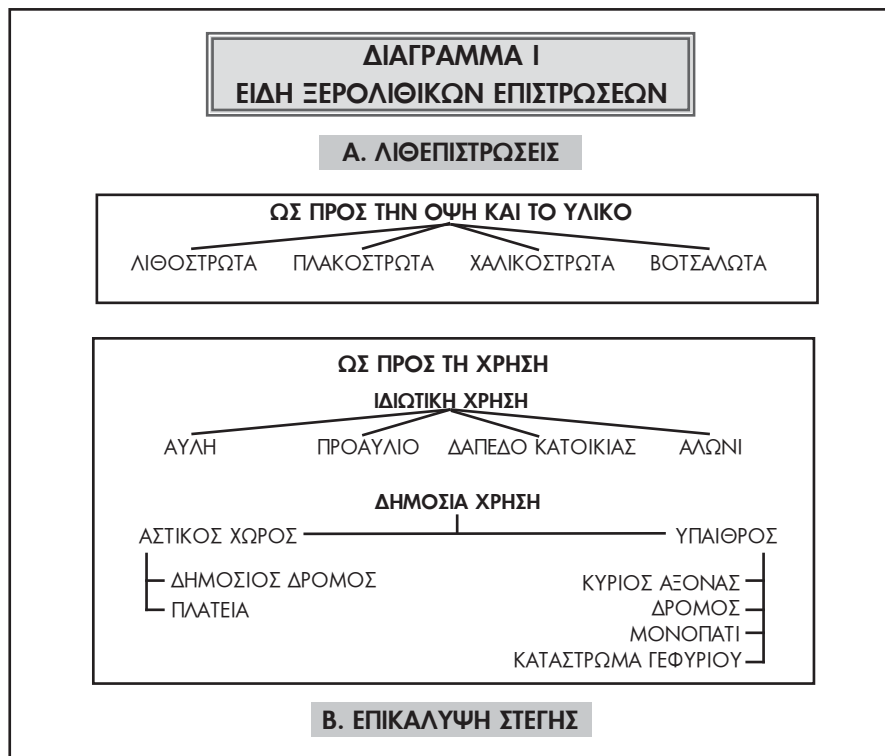 ΔΙΑΓΡΑΜΜΑ Ι
ΕΙΔΗ ΞΕΡΟΛΙΘΙΚΩΝ ΕΠΙΣΤΡΩΣΕΩΝ
Α. ΛΙΘΕΠΙΣΤΡΩΣΕΙΣ
ΩΣ ΠΡΟΣ ΤΗΝ ΟΨΗ ΚΑΙ ΤΟ ΥΛΙΚΟ
ΛΙΘΟΣΤΡΩΤΑ ΠΛΑΚΟΣΤΡΩΤΑ ΧΑΛΙΚΟΣΤΡΩΤΑ ΒΟΤΣΑΛΩΤΑ
ΩΣ ΠΡΟΣ ΤΗ ΧΡΗΣΗ
ΙΔΙΩΤΙΚΗ ΧΡΗΣΗ
ΑΥΛΗ ΠΡΟΑΥΛΙΟ ΔΑΠΕΔΟ ΚΑΤΟΙΚΙΑΣ ΑΛΩΝΙ
ΔΗΜΟΣΙΑ ΧΡΗΣΗ
ΑΣΤΙΚΟΣ ΧΩΡΟΣ ΥΠΑΙΘΡΟΣ
ΔΗΜΟΣΙΟΣ ΔΡΟΜΟΣ
ΠΛΑΤΕΙΑ
ΚΥΡΙΟΣ ΑΞΟΝΑΣ
ΔΡΟΜΟΣ
ΜΟΝΟΠΑΤΙ
ΚΑΤΑΣΤΡΩΜΑ ΓΕΦΥΡΙΟΥ
Β. ΕΠΙΚΑΛΥΨΗ ΣΤΕΓΗΣ